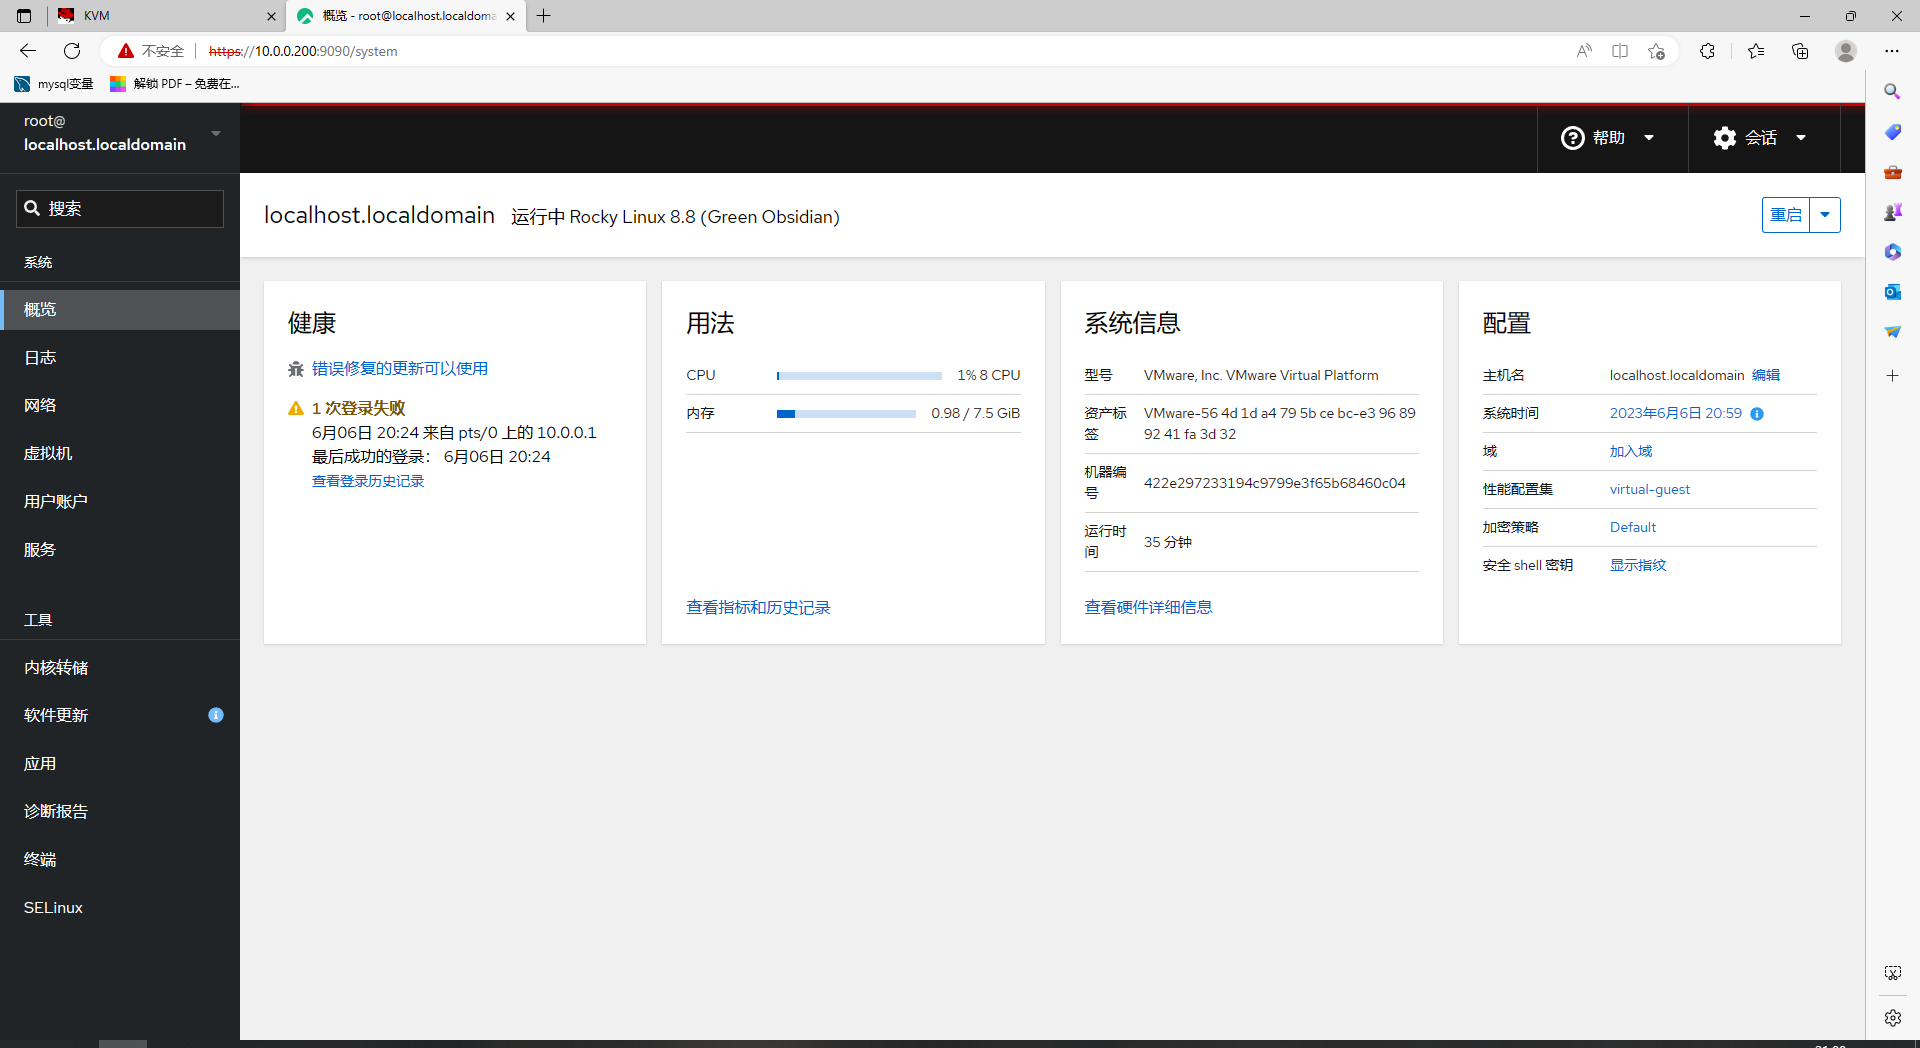 KVM
概览 - root@localhost.localdoma
不安全
https://10.0.0.200:9090/system
mysql变量
解锁 PDF – 免费在...
root@
localhost.localdomain
帮助
会话
搜索
localhost.localdomain 运行中 Rocky Linux 8.8 (Green Obsidian)
重启
系统
概览
日志
网络
虚拟机
用户账户
服务
工具
内核转储
软件更新
应用
诊断报告
终端
SELinux
健康
错误修复的更新可以使用
1 次登录失败
6月06日 20:24 来自 pts/0 上的 10.0.0.1
最后成功的登录： 6月06日 20:24
查看登录历史记录
用法
CPU 1% 8 CPU
内存 0.98 / 7.5 GiB
查看指标和历史记录
系统信息
型号 VMware, Inc. VMware Virtual Platform
资产标签 VMware-56 4d 1d a4 79 5b ce bc-e3 96 89
92 41 fa 3d 32
机器编号 422e297233194c9799e3f65b68460c04
运行时间 35 分钟
查看硬件详细信息
配置
主机名 localhost.localdomain 编辑
系统时间 2023年6月6日 20:59
域 加入域
性能配置集 virtual-guest
加密策略 Default
安全 shell 密钥 显示指纹